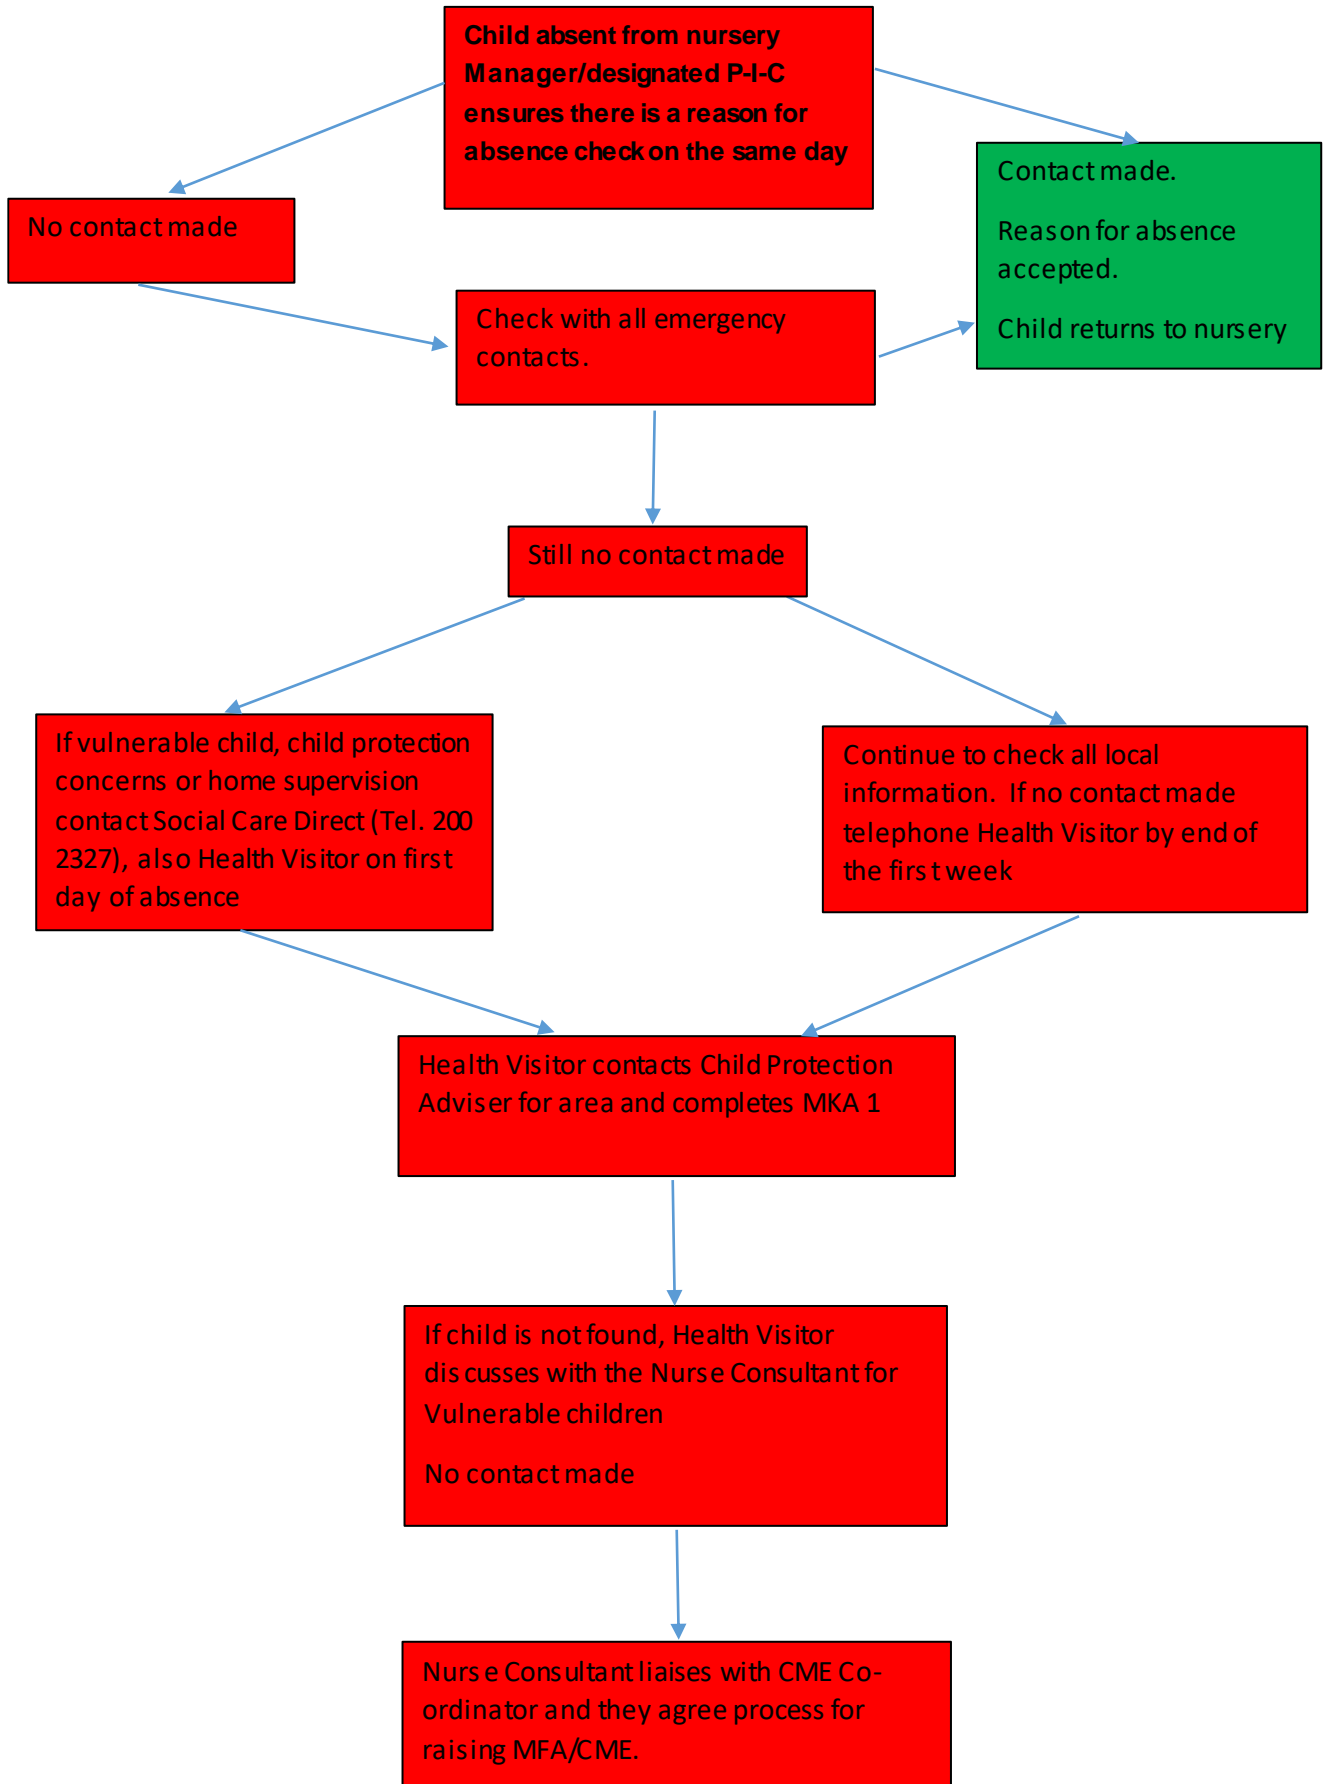 Child absent from nursery
Manager/designated P-I-C
ensures there is a reason for
absence check on the same day
Contact made.
Reason for absence
accepted.
Child returns to nursery
No contact made
Check with all emergency
contacts.
Still no contact made
If vulnerable child, child protection
concerns or home supervision
contact Social Care Direct (Tel. 200
2327), also Health Visitor on first
day of absence
Continue to check all local
information.  If no contact made
telephone Health Visitor by end of
the first week
Health Visitor contacts Child Protection
Adviser for area and completes MKA 1
If child is not found, Health Visitor
discusses with the Nurse Consultant for
Vulnerable children
No contact made
Nurse Consultant liaises with CME Co-
ordinator and they agree process for
raising MFA/CME.